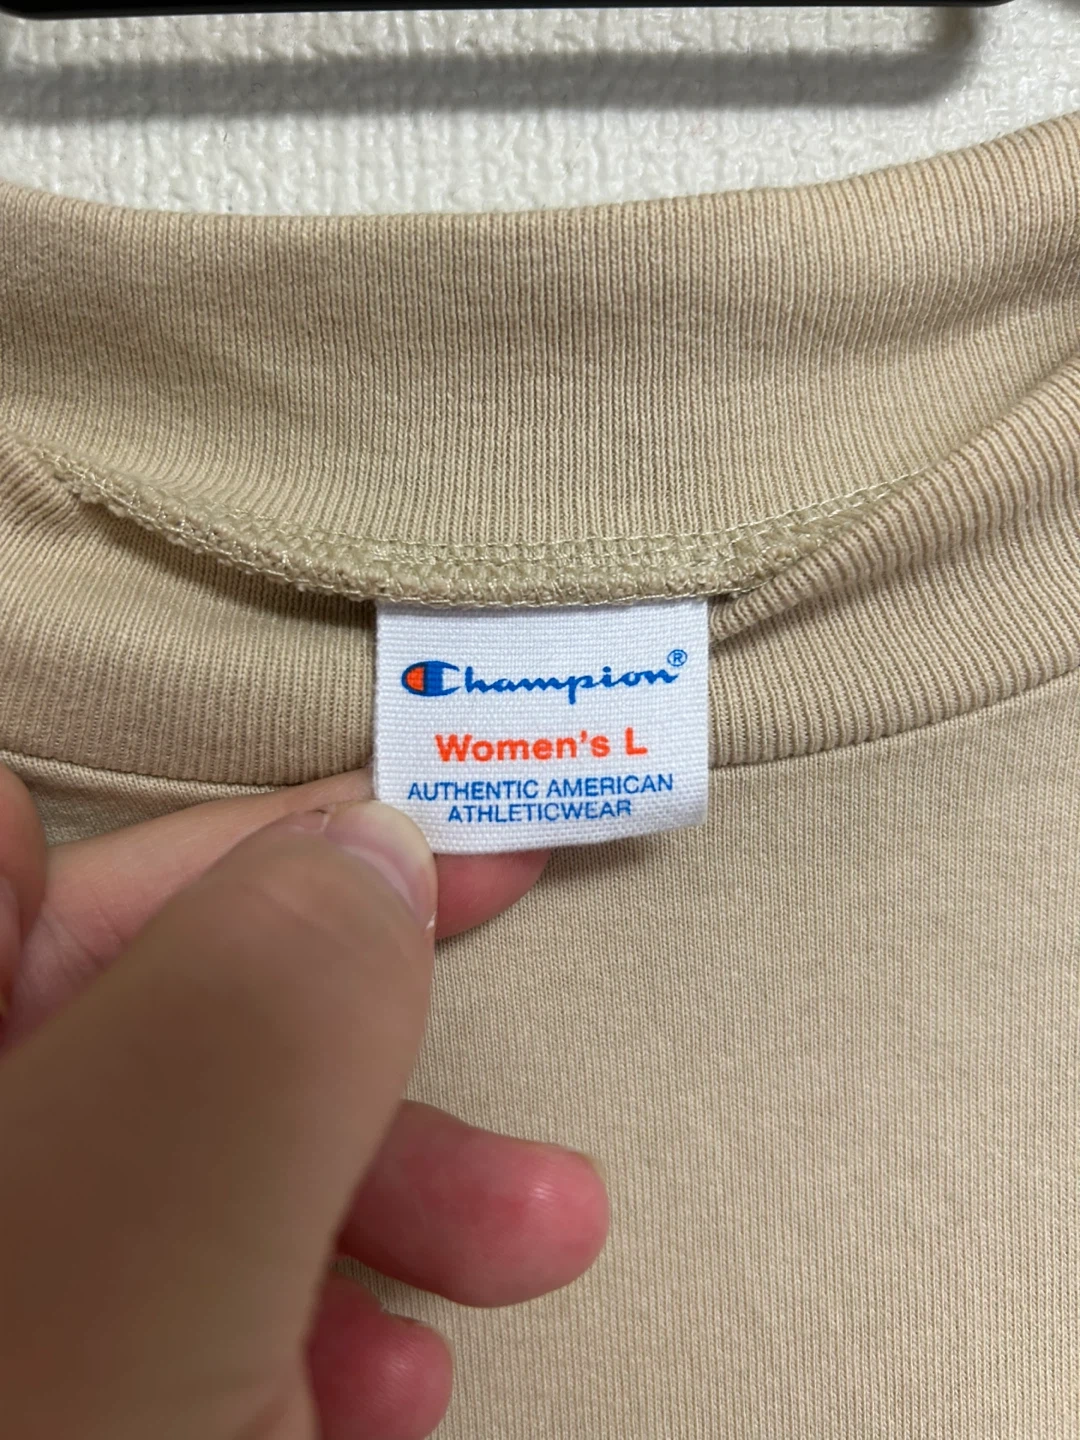 Champion®
Women's L
AUTHENTIC AMERICAN
ATHLETICWEAR